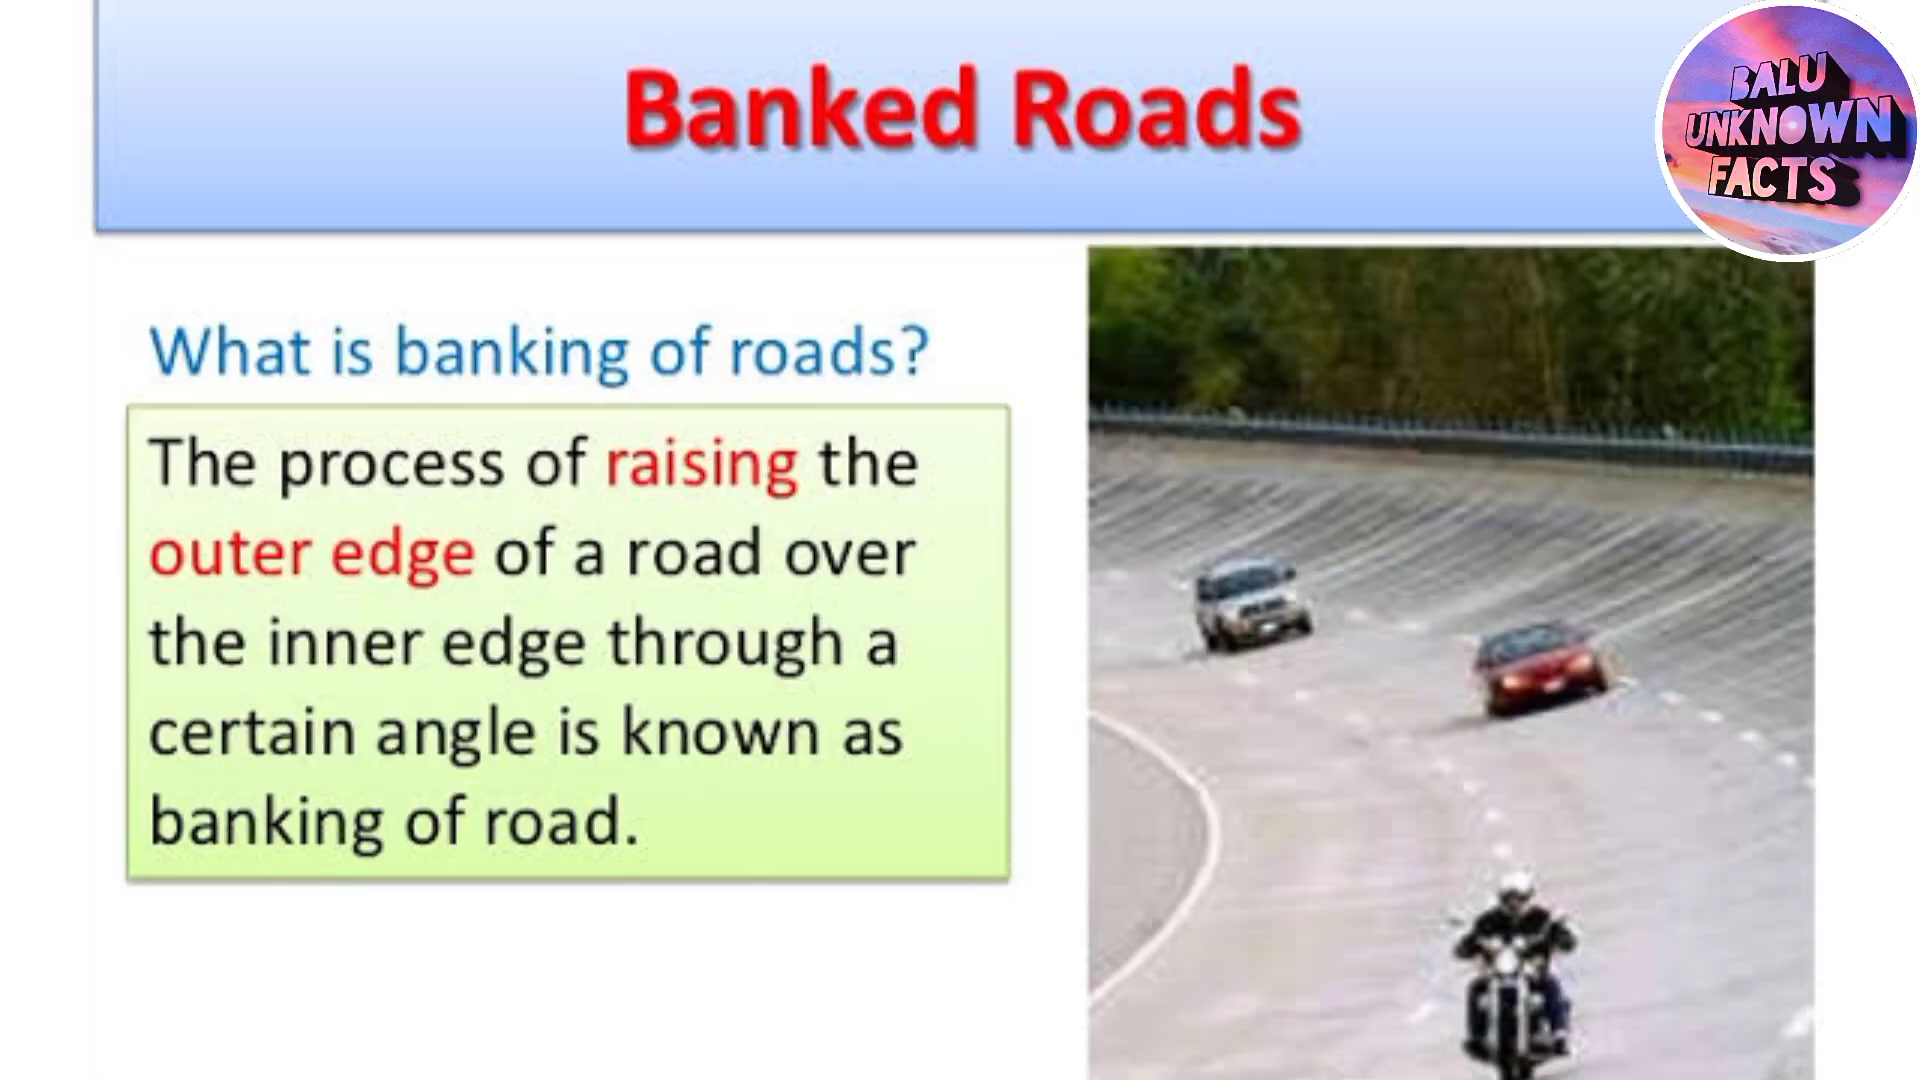 Banked Roads
BALU
UNKNOWN
FACTS
What is banking of roads?
The process of raising the
outer edge of a road over
the inner edge through a
certain angle is known as
banking of road.